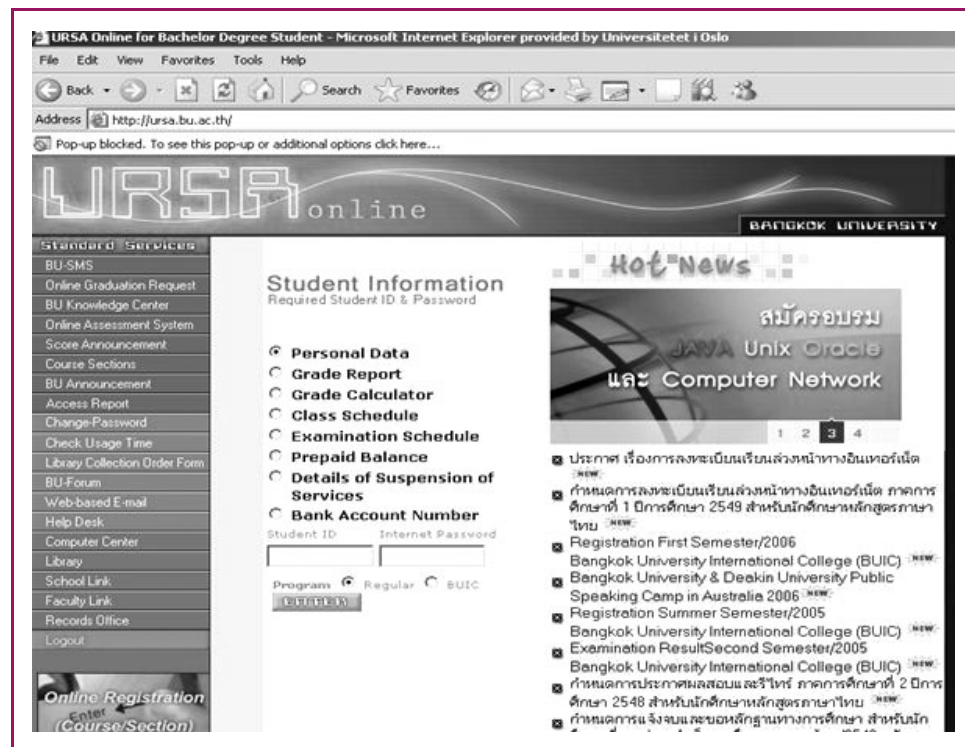 URSA Online for Bachelor Degree Student - Microsoft Internet Explorer provided by Universitetet i Oslo
File Edit View Favorites Tools Help
Back Search Favorites
Address http://ursa.bu.ac.th/
Pop-up blocked. To see this pop-up or additional options click here...
URSA online
BANGKOK UNIVERSITY
Standard Services
BU-SMS
Online Graduation Request
BU Knowledge Center
Online Assessment System
Score Announcement
Course Sections
BU Announcement
Access Report
Change-Password
Check Usage Time
Library Collection Order Form
BU-Forum
Web-based E-mail
Help Desk
Computer Center
Library
School Link
Faculty Link
Records Office
Logout
Online Registration
Enter
(Course/Section)
Student Information
Required Student ID & Password
Personal Data
Grade Report
Grade Calculator
Class Schedule
Examination Schedule
Prepaid Balance
Details of Suspension of
Services
Bank Account Number
Student ID Internet Password
Program Regular BUIC
ENTER
Hot News
สมัครอบรม
JAVA Unix Oracle
และ Computer Network
1 2 3 4
ประกาศ เรื่องการลงทะเบียนเรียนล่วงหน้าทางอินเทอร์เน็ต
NEW
กำหนดการลงทะเบียนเรียนล่วงหน้าทางอินเทอร์เน็ต ภาคการ
ศึกษาที่ 1 ปีการศึกษา 2549 สำหรับนักศึกษาหลักสูตรภาษา
ไทย NEW
Registration First Semester/2006
Bangkok University International College (BUIC) NEW
Bangkok University & Deakin University Public
Speaking Camp in Australia 2006 NEW
Registration Summer Semester/2005
Bangkok University International College (BUIC) NEW
Examination ResultSecond Semester/2005
Bangkok University International College (BUIC) NEW
กำหนดการประกาศผลสอบและรีไทร์ ภาคการศึกษาที่ 2 ปีการ
ศึกษา 2548 สำหรับนักศึกษาหลักสูตรภาษาไทย NEW
กำหนดการแจ้งจบและขอหลักฐานทางการศึกษา สำหรับนัก